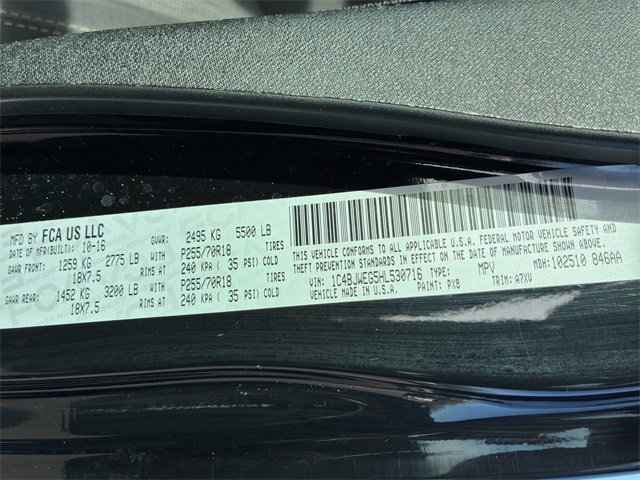 MFD BY FCA US LLC
DATE OF MFR(BUILT): 10-16 GVWR: 2495 KG 5500 LB
GAWR FRONT: 1259 KG 2775 LB WITH P255/70R18 TIRES
18X7.5 RIMS AT 240 KPA ( 35 PSI) COLD
GAWR REAR: 1452 KG 3200 LB WITH P255/70R18 TIRES
18X7.5 RIMS AT 240 KPA ( 35 PSI) COLD
THIS VEHICLE CONFORMS TO ALL APPLICABLE U.S.A. FEDERAL MOTOR VEHICLE SAFETY AND
THEFT PREVENTION STANDARDS IN EFFECT ON THE DATE OF MANUFACTURE SHOWN ABOVE.
VIN: 1C4BJWEG5HL530716 MPV MDH: 102510 846AA
VEHICLE MADE IN U.S.A. PAINT: PX8 TRIM: A7XV